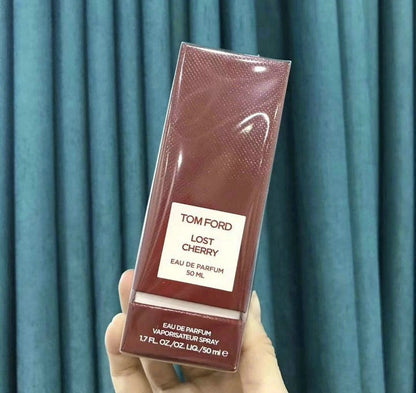 TOM FORD
LOST
CHERRY
EAU DE PARFUM
50 ML
EAU DE PARFUM
VAPORISATEUR SPRAY
1.7 FL. OZ./OZ. LIQ./50 ml ℮